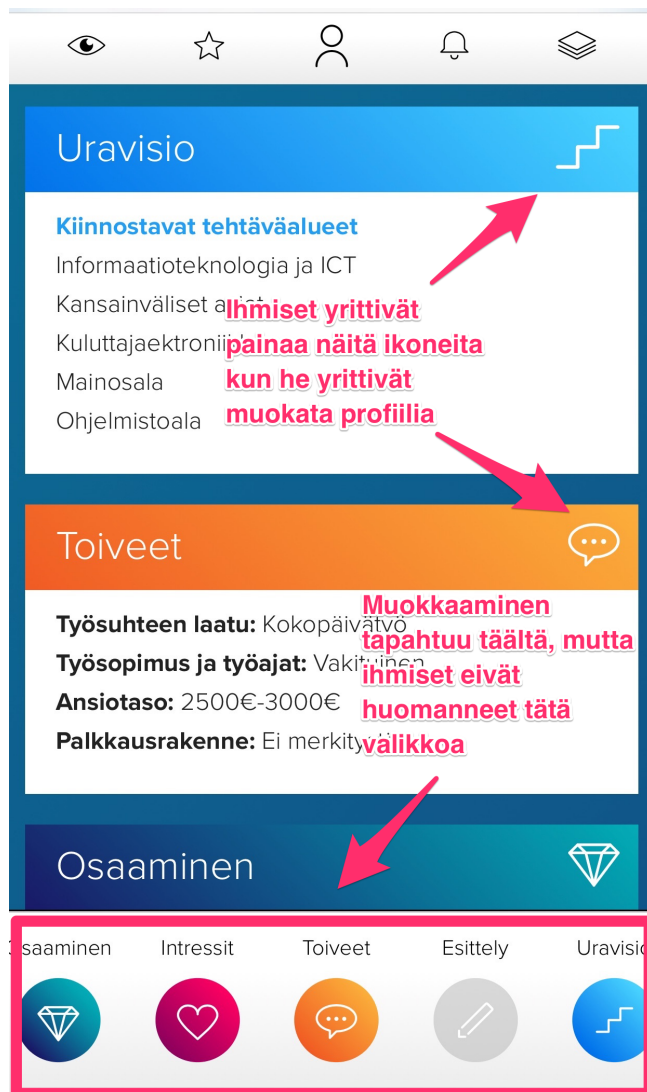 Uravisio
Kiinnostavat tehtäväalueet
Informaatioteknologia ja ICT
Kansainväliset
Ihmiset yrittivät
painaa näitä ikoneita
kun he yrittivät
muokata profiilia
Mainosala
Ohjelmistoala
Toiveet
Työsuhteen laatu: Kokopäivätyö
Työsopimus ja työajat: Vakituinen
Ansiotaso: 2500€-3000€
Palkkausrakenne: Ei
Muokkaaminen
tapahtuu täältä, mutta
ihmiset eivät
huomanneet tätä
välikkoa
Osaaminen
Intressit
Toiveet
Esittely